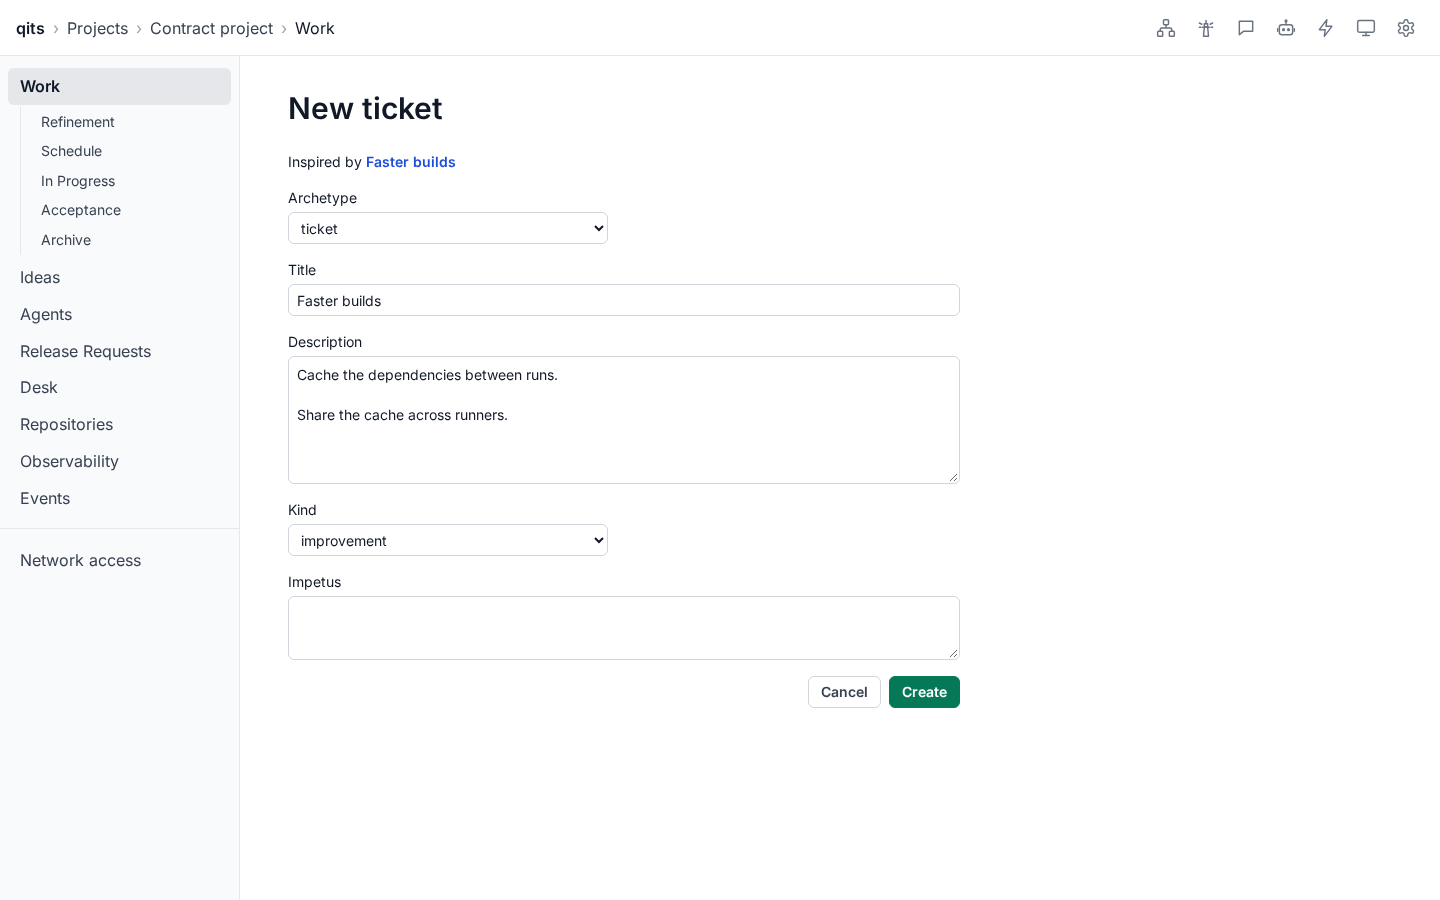 qits › Projects › Contract project › Work
Work
Refinement
Schedule
In Progress
Acceptance
Archive
Ideas
Agents
Release Requests
Desk
Repositories
Observability
Events
Network access
New ticket
Inspired by Faster builds
Archetype
ticket
Title
Faster builds
Description
Cache the dependencies between runs.
Share the cache across runners.
Kind
improvement
Impetus
Cancel Create